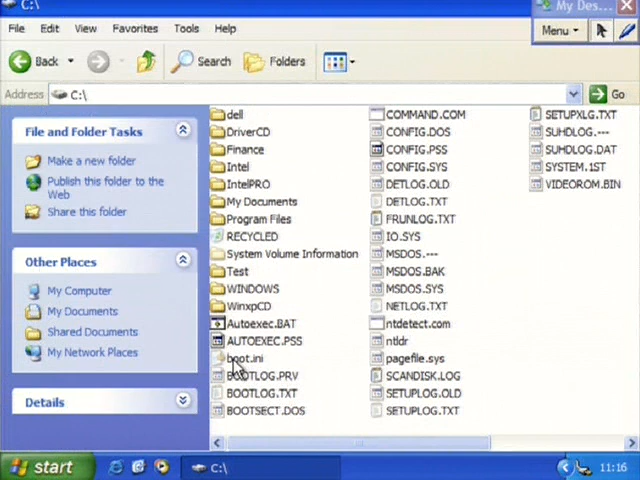 C:\
My Des...
File Edit View Favorites Tools Help
Menu
Back Search Folders
Address C:\ Go
File and Folder Tasks
Make a new folder
Publish this folder to the
Web
Share this folder
Other Places
My Computer
My Documents
Shared Documents
My Network Places
Details
dell
DriverCD
Finance
Intel
IntelPRO
My Documents
Program Files
RECYCLED
System Volume Information
Test
WINDOWS
WinxpCD
Autoexec.BAT
AUTOEXEC.PSS
boot.ini
BOOTLOG.PRV
BOOTLOG.TXT
BOOTSECT.DOS
COMMAND.COM
CONFIG.DOS
CONFIG.PSS
CONFIG.SYS
DETLOG.OLD
DETLOG.TXT
FRUNLOG.TXT
IO.SYS
MSDOS.---
MSDOS.BAK
MSDOS.SYS
NETLOG.TXT
ntdetect.com
ntldr
pagefile.sys
SCANDISK.LOG
SETUPLOG.OLD
SETUPLOG.TXT
SETUPXLG.TXT
SUHDLOG.---
SUHDLOG.DAT
SYSTEM.1ST
VIDEOROM.BIN
start C:\ 11:16